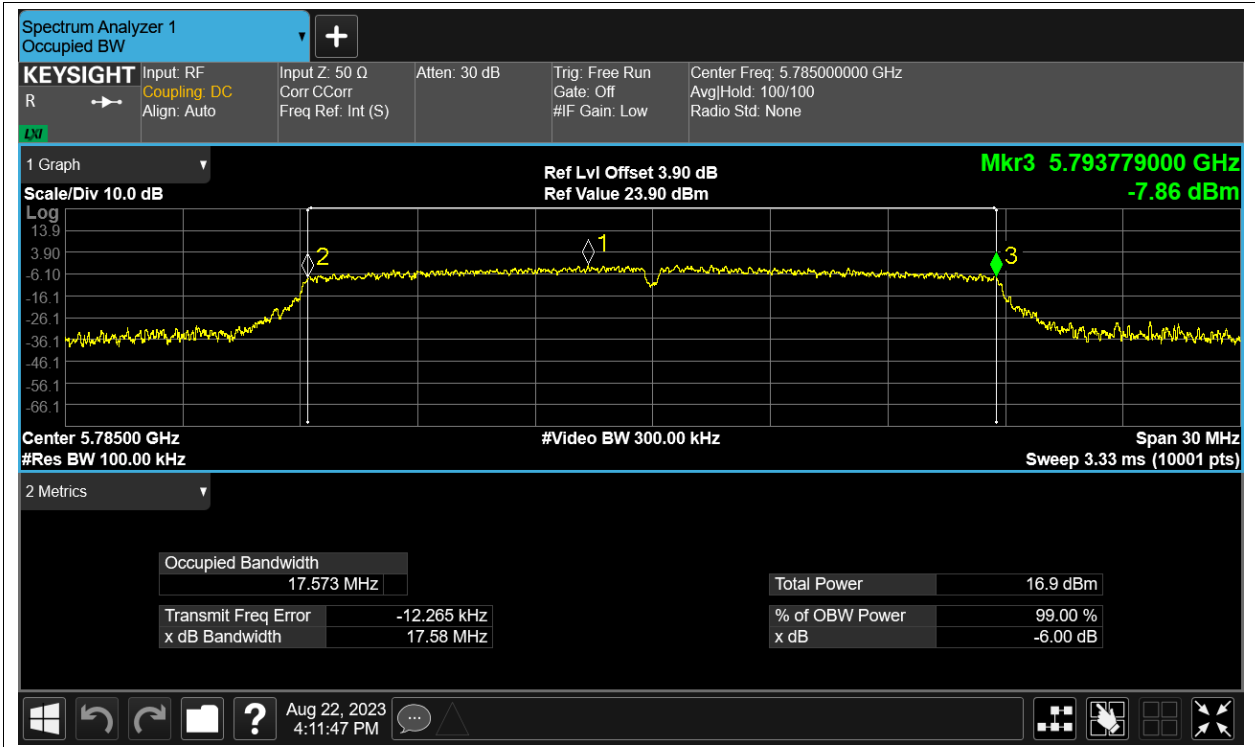 Spectrum Analyzer 1
Occupied BW
+
KEYSIGHT
R
LXI
Input: RF
Coupling: DC
Align: Auto
Input Z: 50 Ω
Corr CCorr
Freq Ref: Int (S)
Atten: 30 dB
Trig: Free Run
Gate: Off
#IF Gain: Low
Center Freq: 5.785000000 GHz
Avg|Hold: 100/100
Radio Std: None
1 Graph
Scale/Div 10.0 dB
Ref Lvl Offset 3.90 dB
Ref Value 23.90 dBm
Mkr3 5.793779000 GHz
-7.86 dBm
Log
13.9
3.90
-6.10
-16.1
-26.1
-36.1
-46.1
-56.1
-66.1
1
2
3
Center 5.78500 GHz
#Res BW 100.00 kHz
#Video BW 300.00 kHz
Span 30 MHz
Sweep 3.33 ms (10001 pts)
2 Metrics
Occupied Bandwidth
17.573 MHz
Transmit Freq Error -12.265 kHz
x dB Bandwidth 17.58 MHz
Total Power 16.9 dBm
% of OBW Power 99.00 %
x dB -6.00 dB
?
Aug 22, 2023
4:11:47 PM